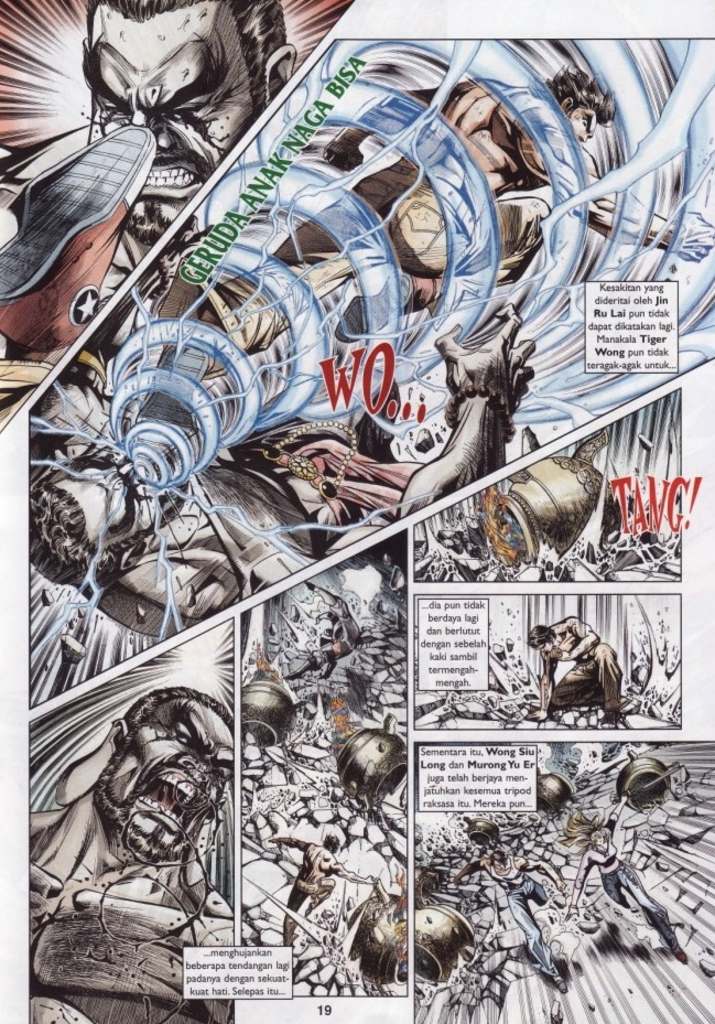 GERUDA ANAK NAGA BISA
Kesakitan yang
dideritai oleh Jin
Ru Lai pun tidak
dapat dikatakan lagi.
Manakala Tiger
Wong pun tidak
teragak-agak untuk...
WO...
...menghujankan
beberapa tendangan lagi
padanya dengan sekuat-
kuat hati. Selepas itu...
TANG!
...dia pun tidak
berdaya lagi dan
berlutut
dengan sebelah
kaki sambil
termengah-
mengah.
Sementara itu, Wong Siu
Long dan Murong Yu Er
juga telah berjaya men-
jatuhkan kesemua tripod
raksasa itu. Mereka pun...
19